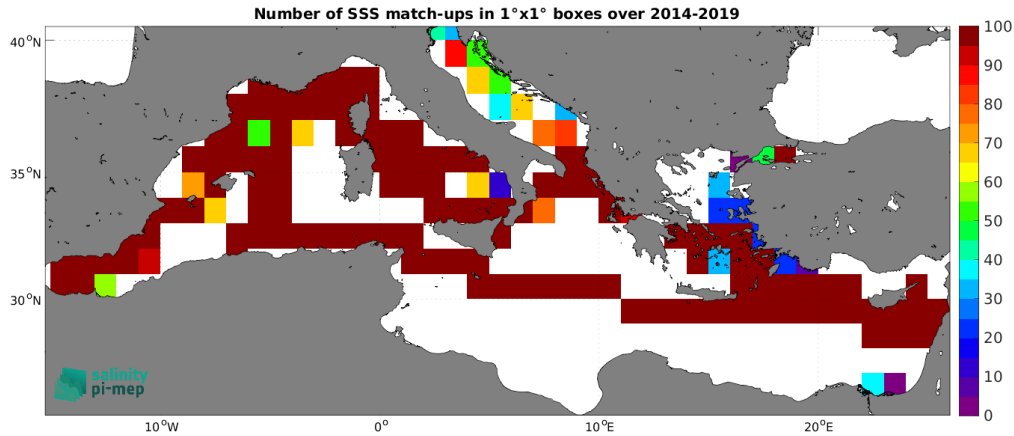 Number of SSS match-ups in 1°x1° boxes over 2014-2019
40°N
35°N
30°N
10°W
0°
10°E
20°E
100
90
80
70
60
50
40
30
20
10
0
salinity
pi-mep